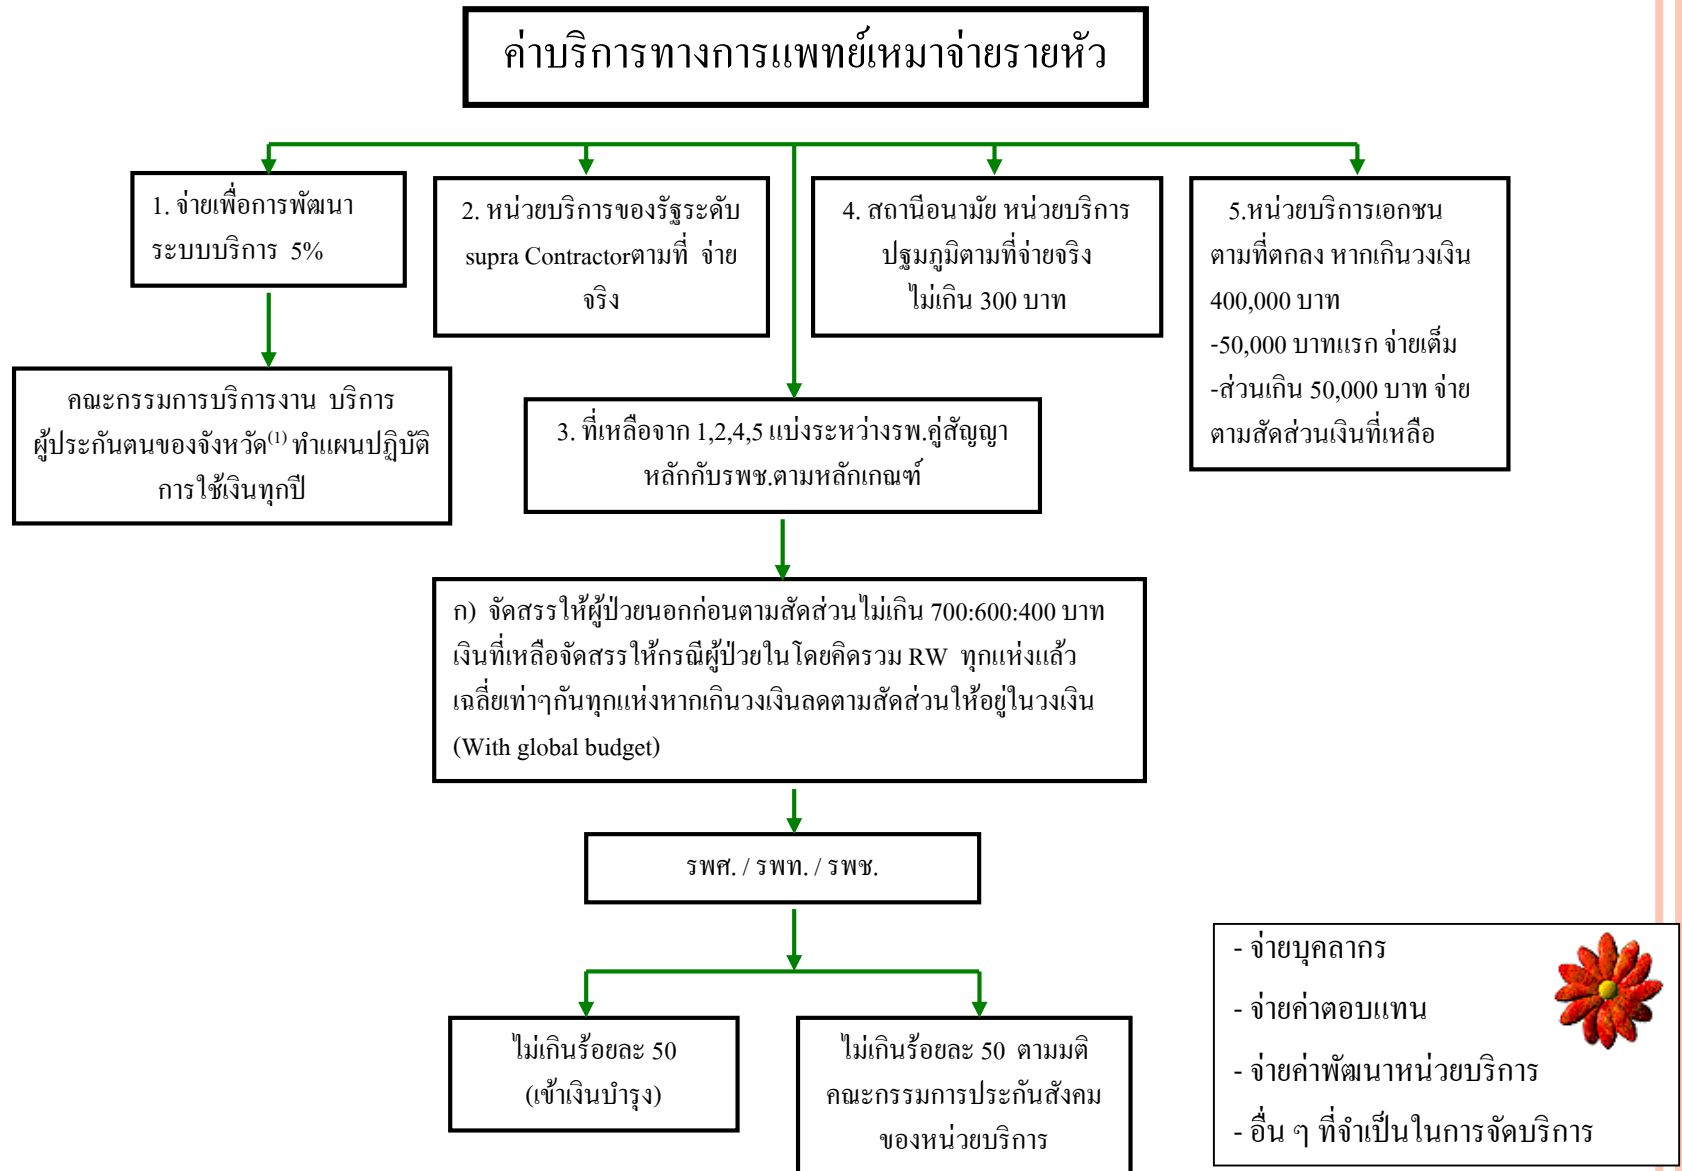 ค่าบริการทางการแพทย์เหมาจ่ายรายหัว
1. จ่ายเพื่อการพัฒนา
ระบบบริการ 5%
2. หน่วยบริการของรัฐระดับ
supra Contractorตามที่ จ่าย
จริง
4. สถานีอนามัย หน่วยบริการ
ปฐมภูมิตามที่จ่ายจริง
ไม่เกิน 300 บาท
5.หน่วยบริการเอกชน
ตามที่ตกลง หากเกินวงเงิน
400,000 บาท
-50,000 บาทแรก จ่ายเต็ม
-ส่วนเกิน 50,000 บาท จ่าย
ตามสัดส่วนเงินที่เหลือ
คณะกรรมการบริการงาน บริการ
ผู้ประกันตนของจังหวัด(1) ทำแผนปฏิบัติ
การใช้เงินทุกปี
3. ที่เหลือจาก 1,2,4,5 แบ่งระหว่างรพ.คู่สัญญา
หลักกับรพช.ตามหลักเกณฑ์
ก) จัดสรรให้ผู้ป่วยนอกก่อนตามสัดส่วนไม่เกิน 700:600:400 บาท
เงินที่เหลือจัดสรรให้กรณีผู้ป่วยในโดยคิดรวม RW ทุกแห่งแล้ว
เฉลี่ยเท่าๆกันทุกแห่งหากเกินวงเงินลดตามสัดส่วนให้อยู่ในวงเงิน
(With global budget)
รพศ. / รพท. / รพช.
ไม่เกินร้อยละ 50
(เข้าเงินบำรุง)
ไม่เกินร้อยละ 50 ตามมติ
คณะกรรมการประกันสังคม
ของหน่วยบริการ
- จ่ายบุคลากร
- จ่ายค่าตอบแทน
- จ่ายค่าพัฒนาหน่วยบริการ
- อื่น ๆ ที่จำเป็นในการจัดบริการ